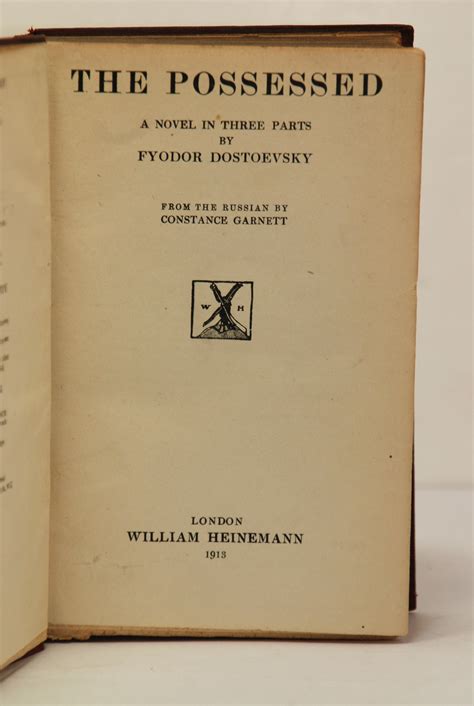 THE POSSESSED
A NOVEL IN THREE PARTS
BY
FYODOR DOSTOEVSKY
FROM THE RUSSIAN BY
CONSTANCE GARNETT
W H
LONDON
WILLIAM HEINEMANN
1913